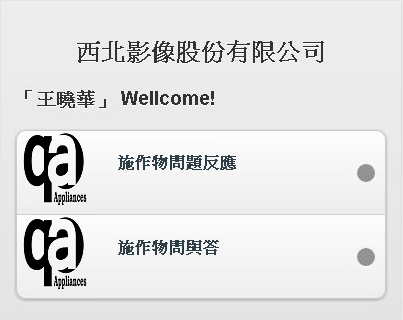 西北影像股份有限公司
「王曉華」 Wellcome!
qa
Appliances
施作物問題反應
qa
Appliances
施作物問與答